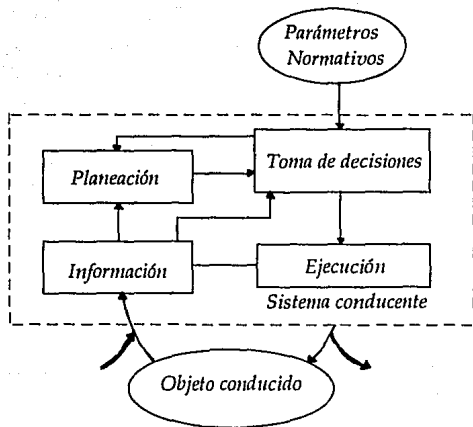 Parámetros
Normativos
Toma de decisiones
Planeación
Información
Ejecución
Sistema conducente
Objeto conducido